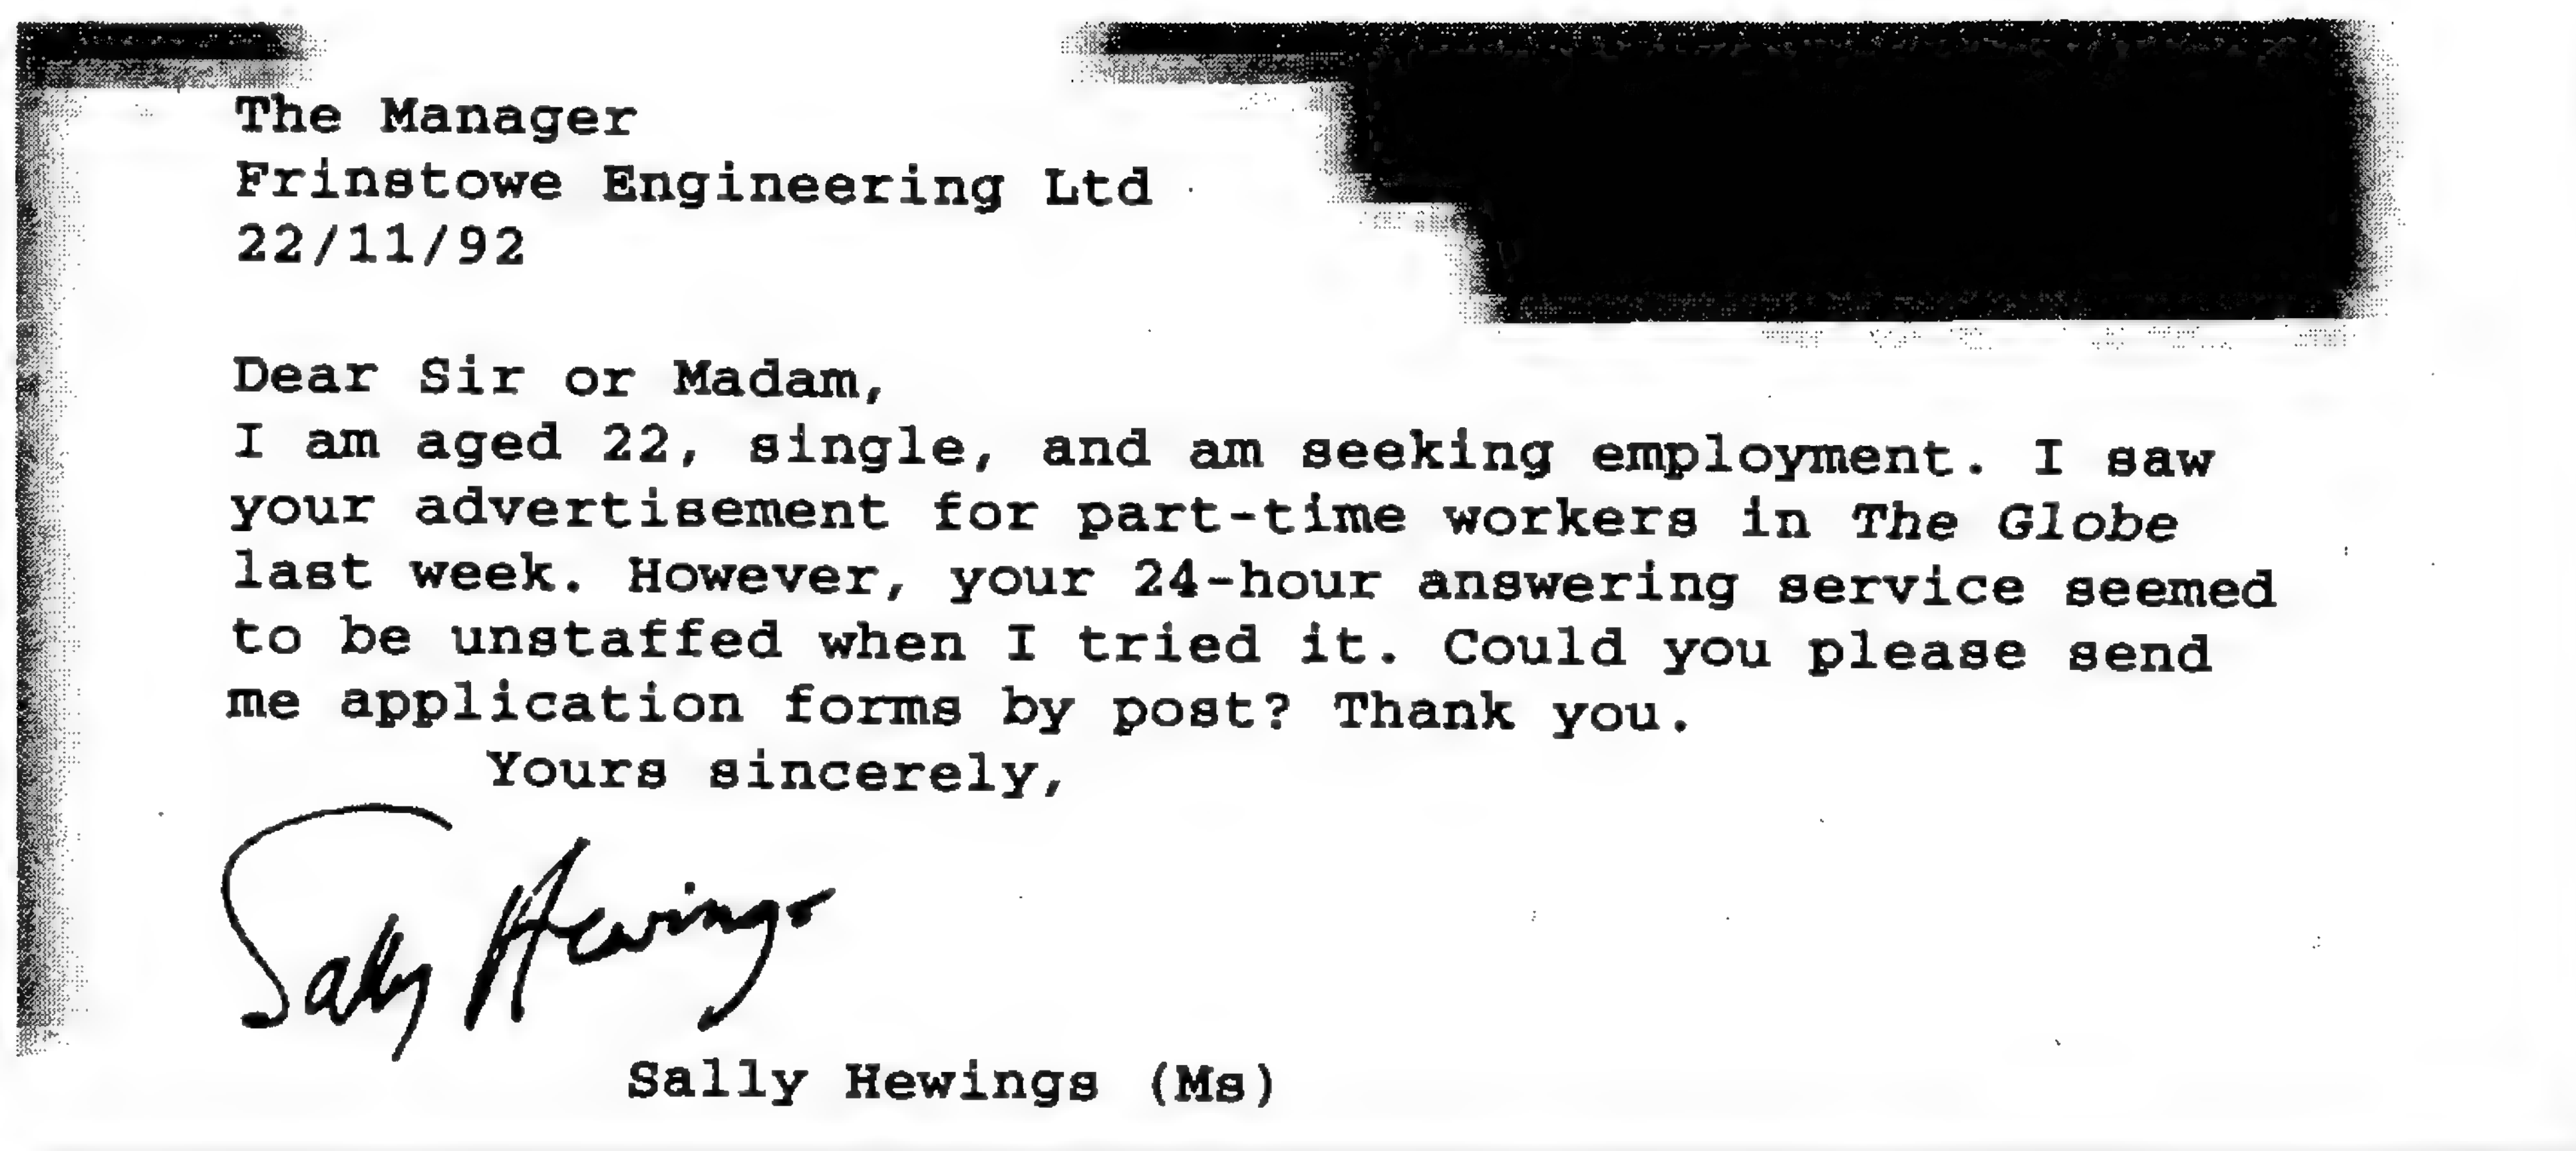 The Manager
Frinstowe Engineering Ltd
22/11/92
Dear Sir or Madam,
I am aged 22, single, and am seeking employment. I saw
your advertisement for part-time workers in The Globe
last week. However, your 24-hour answering service seemed
to be unstaffed when I tried it. Could you please send
me application forms by post? Thank you.
Yours sincerely,
Sally Hewings
Sally Hewings (Ms)